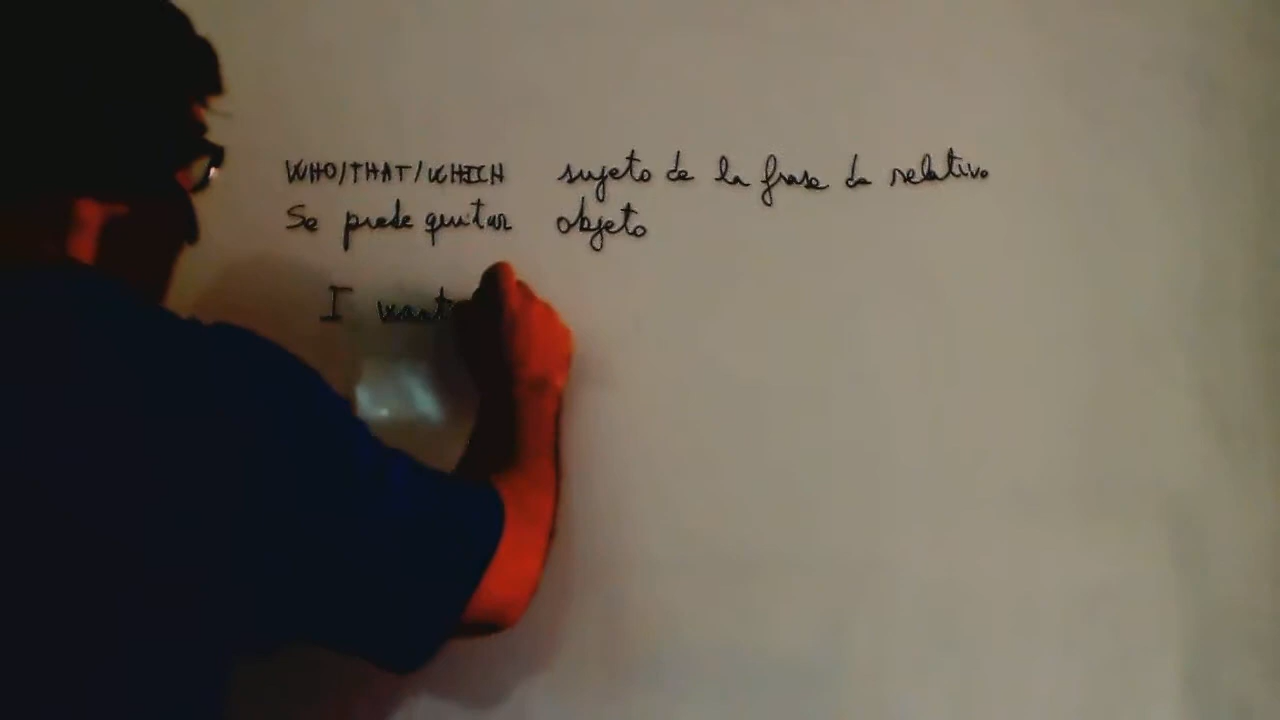 WHO/THAT/WHICH sujeto de la frase de relativo
Se puede quitar objeto
I want